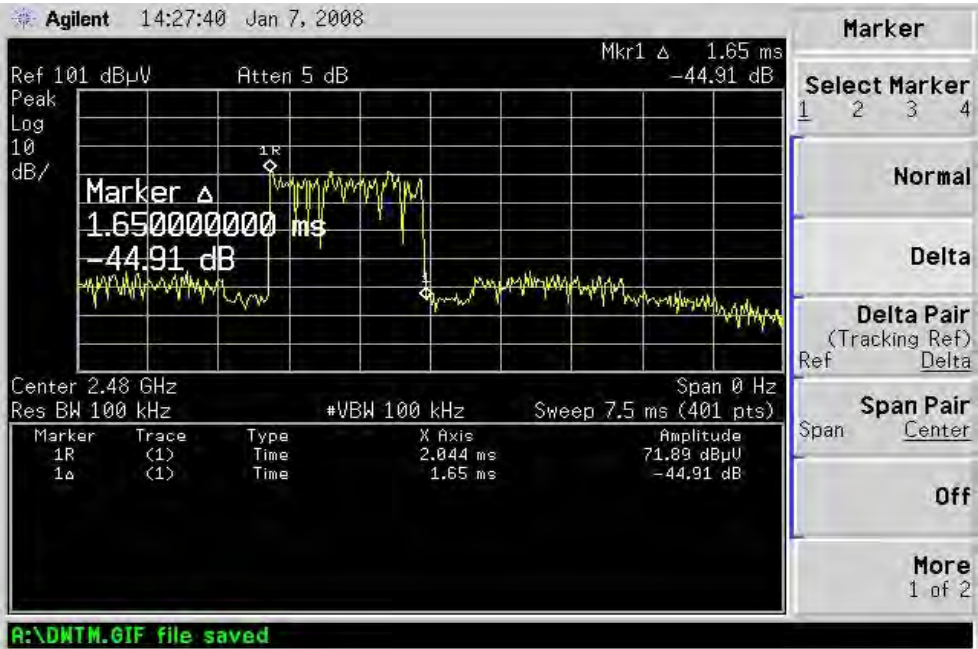 Agilent 14:27:40 Jan 7, 2008
Mkr1 Δ 1.65 ms
Ref 101 dBµV Atten 5 dB -44.91 dB
Peak
Log
10
dB/
1R
Marker Δ
1.650000000 ms
-44.91 dB
1
Center 2.48 GHz Span 0 Hz
Res BW 100 kHz #VBW 100 kHz Sweep 7.5 ms (401 pts)
Marker Trace Type X Axis Amplitude
1R (1) Time 2.044 ms 71.89 dBµV
1Δ (1) Time 1.65 ms -44.91 dB
A:\DWTM.GIF file saved
Marker
Select Marker
1 2 3 4
Normal
Delta
Delta Pair
(Tracking Ref)
Ref Delta
Span Pair
Span Center
Off
More
1 of 2